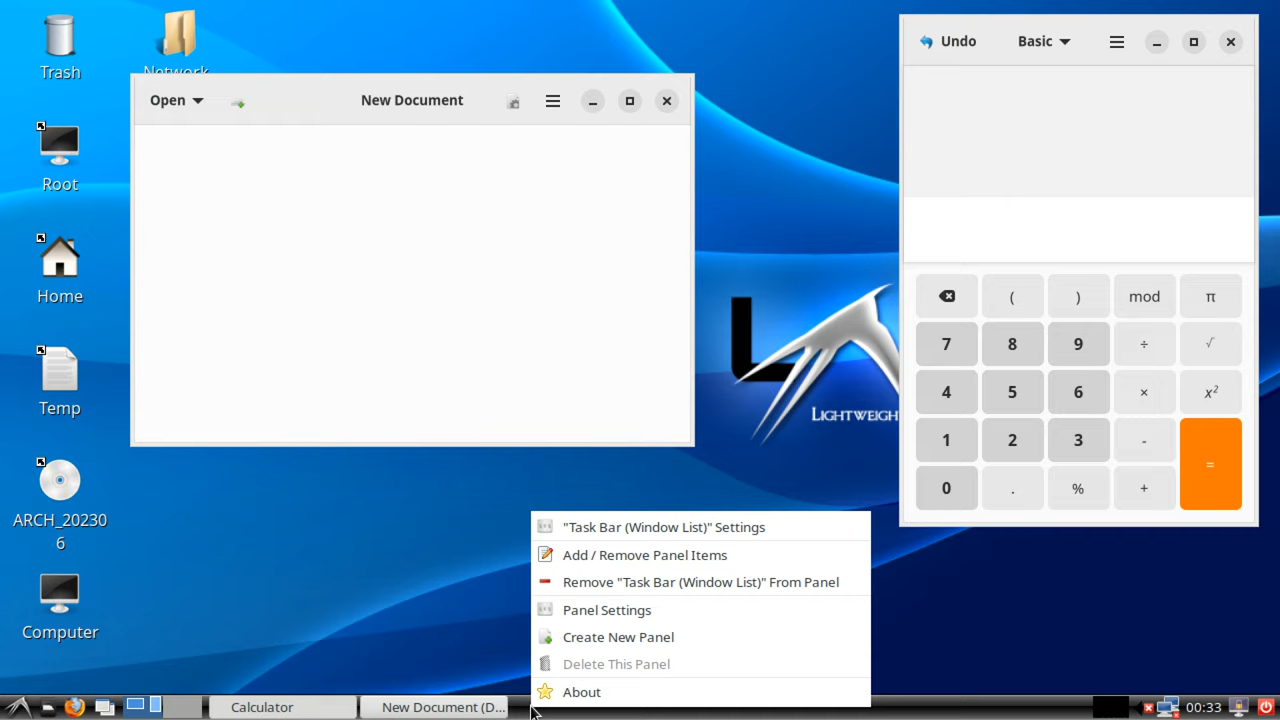 Trash
Network
Root
Home
Temp
ARCH_20230
6
Computer
Open
New Document
Undo
Basic
( ) mod π
7 8 9 ÷ √
4 5 6 × x²
1 2 3 - =
0 . % +
LIGHTWEIGH
"Task Bar (Window List)" Settings
Add / Remove Panel Items
Remove "Task Bar (Window List)" From Panel
Panel Settings
Create New Panel
Delete This Panel
About
Calculator
New Document (D...
00:33